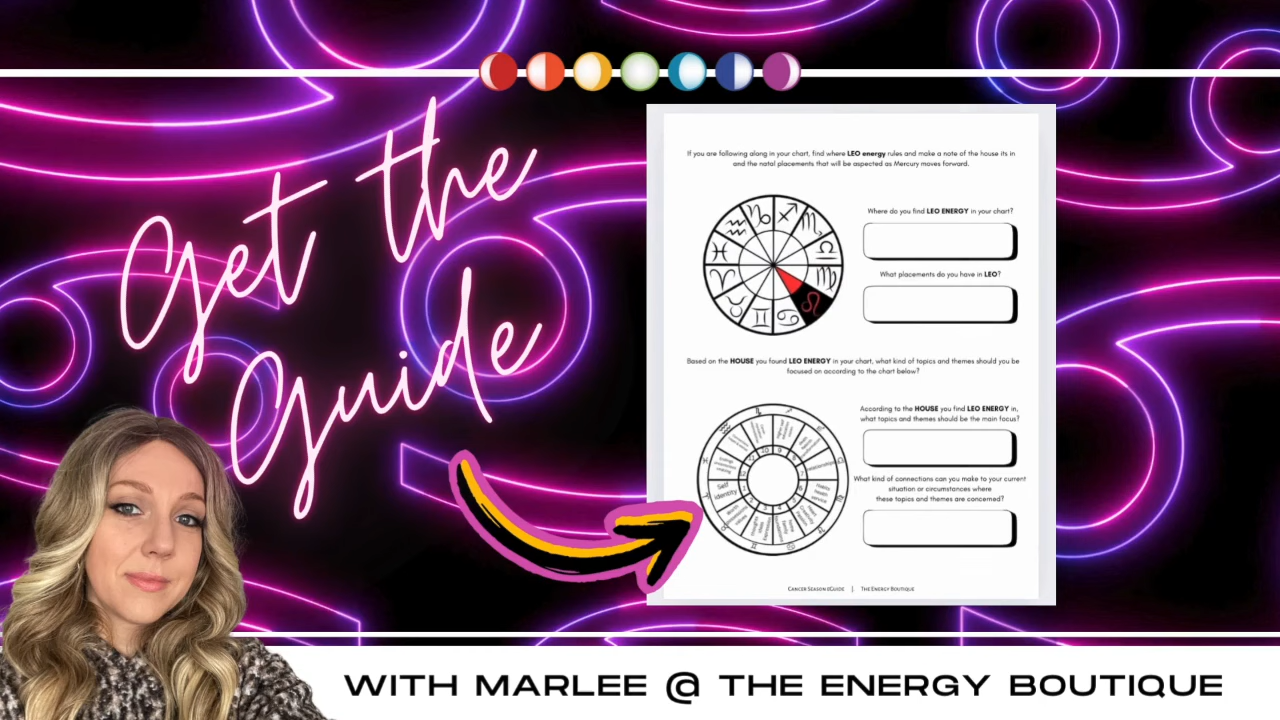 Get the
Guide
If you are following along in your chart, find where LEO energy rules and make a note of the house its in
and the natal placements that will be aspected as Mercury moves forward.
Where do you find LEO ENERGY in your chart?
What placements do you have in LEO?
Based on the HOUSE you found LEO ENERGY in your chart, what kind of topics and themes should you be
focused on according to the chart below?
According to the HOUSE you find LEO ENERGY in,
what topics and themes should be the main focus?
What kind of connections can you make to your current
situation or circumstances where
these topics and themes are concerned?
Self
Identity
Habits
Health
service
Relationships
CANCER SEASON EGUIDE | THE ENERGY BOUTIQUE
WITH MARLEE @ THE ENERGY BOUTIQUE